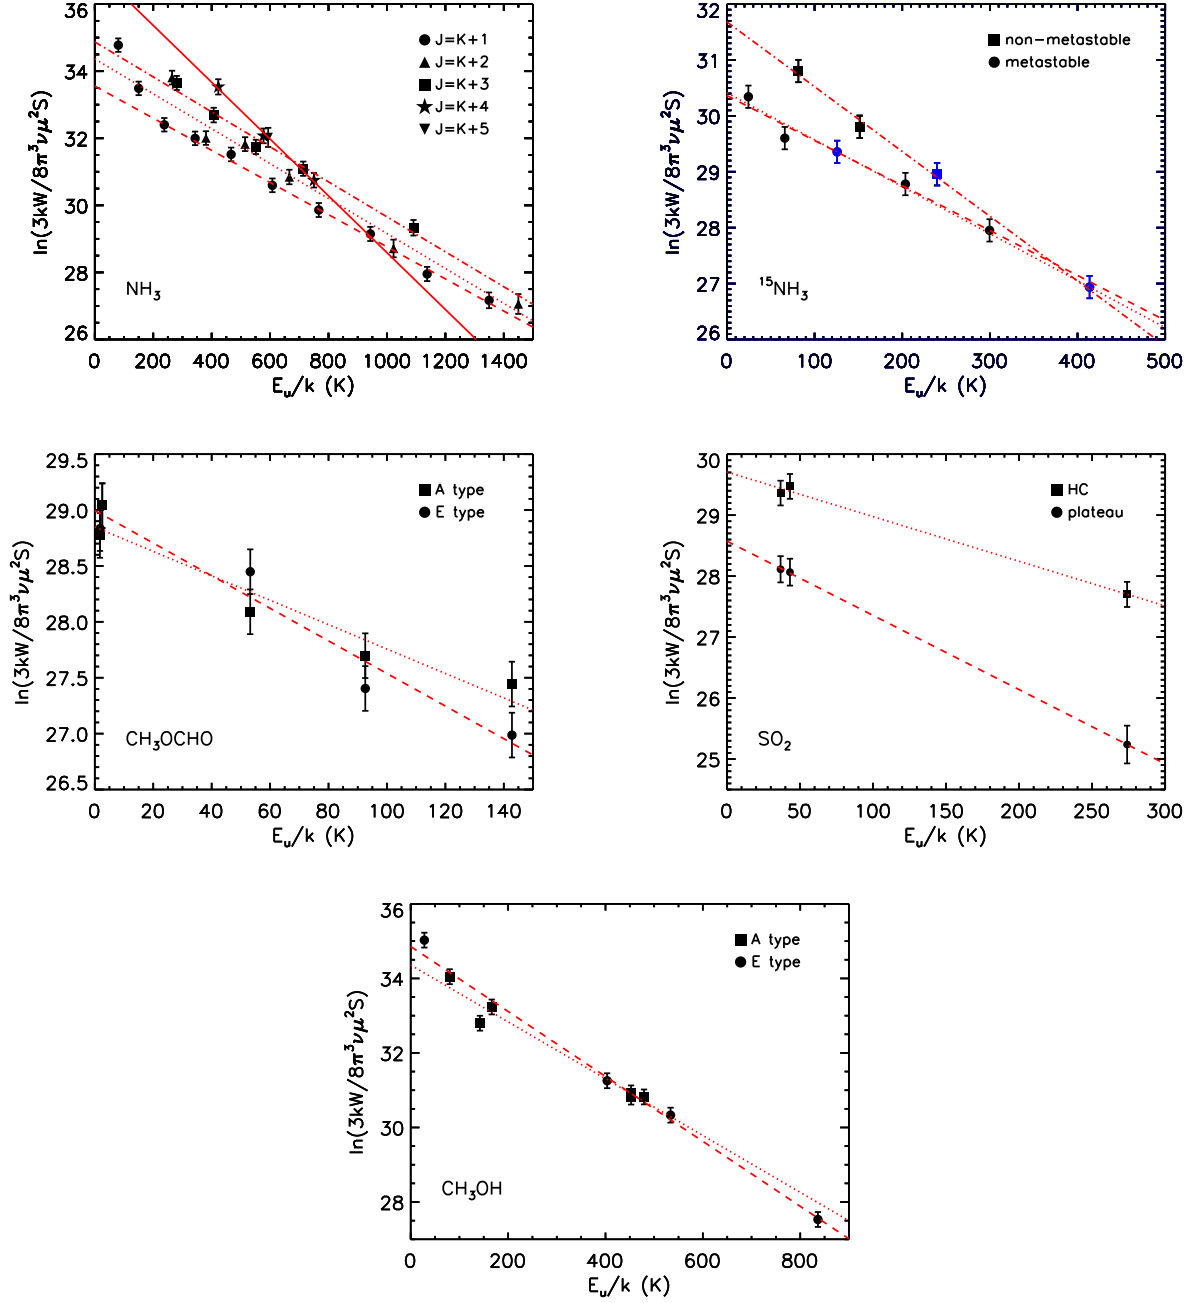 36
34
32
30
28
26
0 200 400 600 800 1000 1200 1400
ln(3kW/8π³νμ²S)
E_u/k (K)
J=K+1
J=K+2
J=K+3
J=K+4
J=K+5
NH₃
32
31
30
29
28
27
26
0 100 200 300 400 500
ln(3kW/8π³νμ²S)
E_u/k (K)
non-metastable
metastable
¹⁵NH₃
29.5
29.0
28.5
28.0
27.5
27.0
26.5
0 20 40 60 80 100 120 140
ln(3kW/8π³νμ²S)
E_u/k (K)
A type
E type
CH₃OCHO
30
29
28
27
26
25
0 50 100 150 200 250 300
ln(3kW/8π³νμ²S)
E_u/k (K)
HC
plateau
SO₂
36
34
32
30
28
0 200 400 600 800
ln(3kW/8π³νμ²S)
E_u/k (K)
A type
E type
CH₃OH